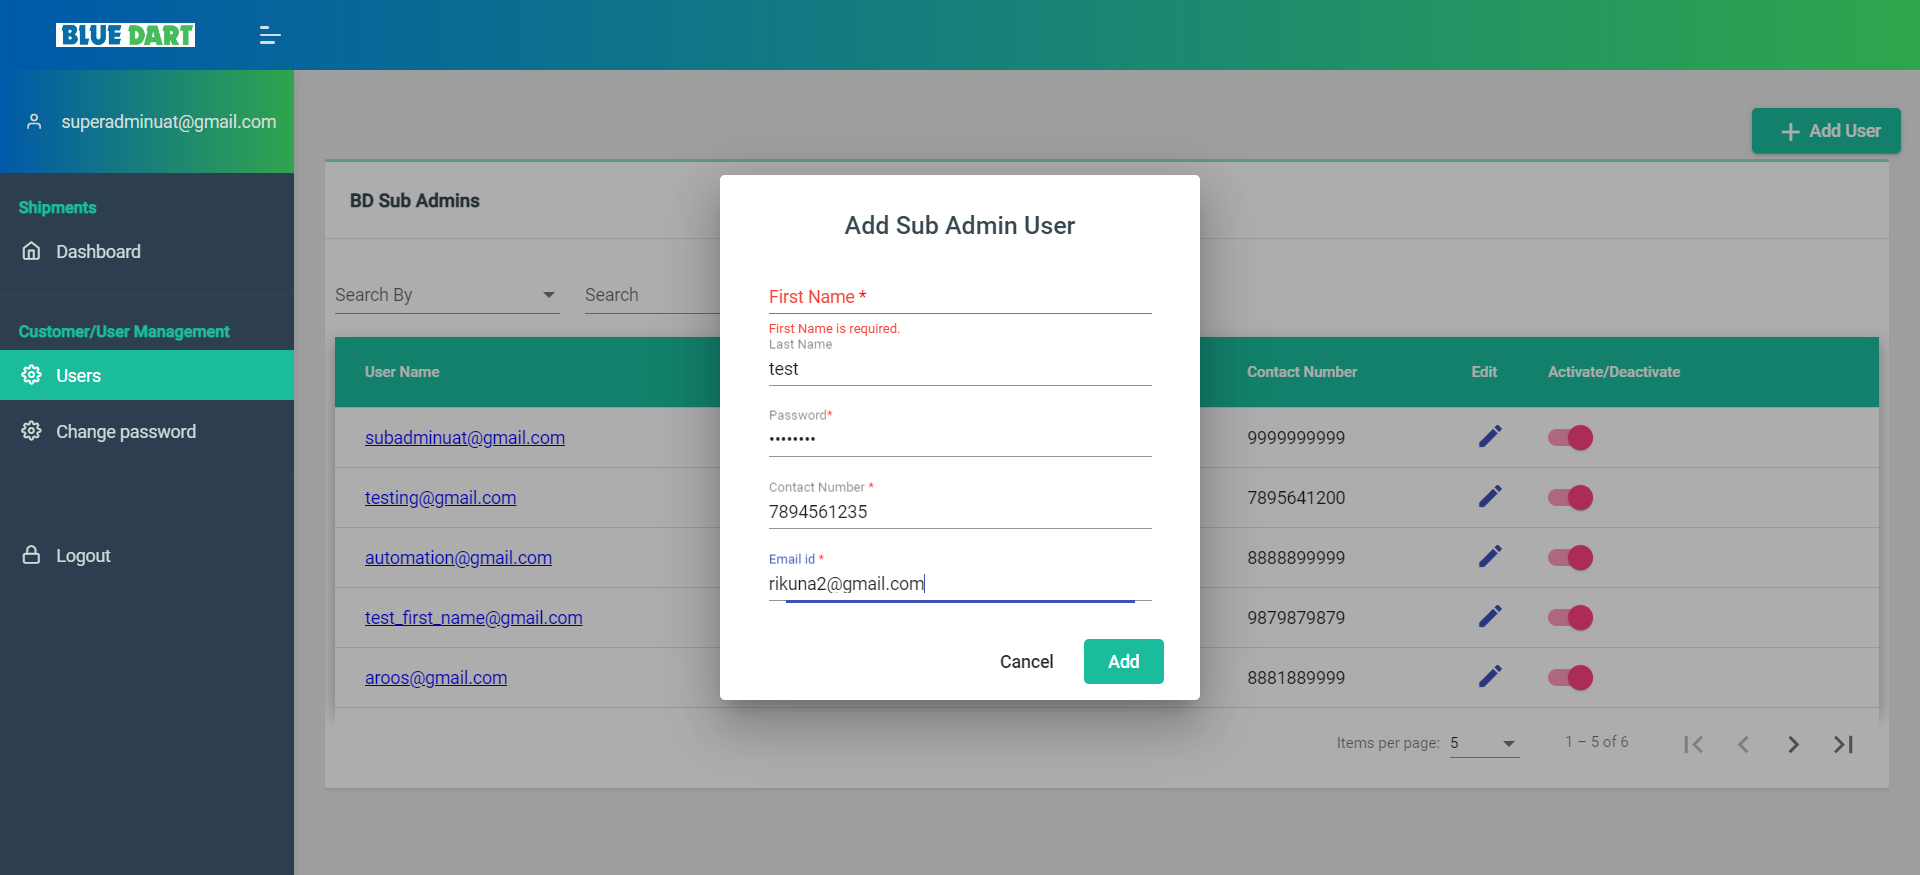 BLUE DART
superadminuat@gmail.com
Shipments
Dashboard
Customer/User Management
Users
Change password
Logout
Add User
BD Sub Admins
Search By
Search
User Name
Contact Number
Edit
Activate/Deactivate
subadminuat@gmail.com
9999999999
testing@gmail.com
7895641200
automation@gmail.com
8888899999
test_first_name@gmail.com
9879879879
aroos@gmail.com
8881889999
Items per page: 5
1 – 5 of 6
Add Sub Admin User
First Name *
First Name is required.
Last Name
test
Password*
••••••••
Contact Number *
7894561235
Email id *
rikuna2@gmail.com
Cancel
Add